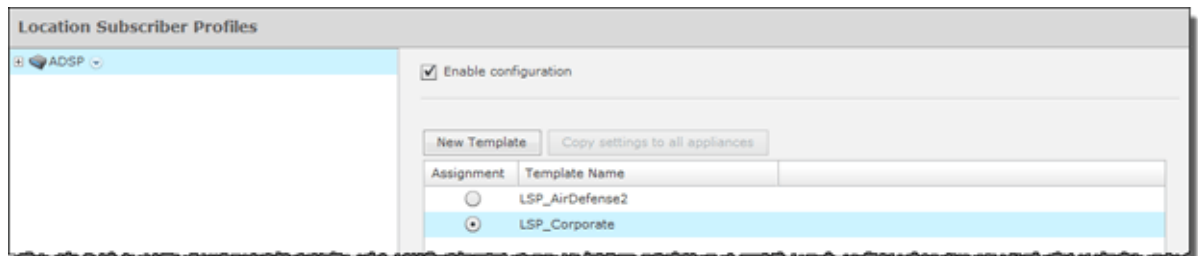 Location Subscriber Profiles
ADSP
Enable configuration
New Template Copy settings to all appliances
Assignment Template Name
LSP_AirDefense2
LSP_Corporate